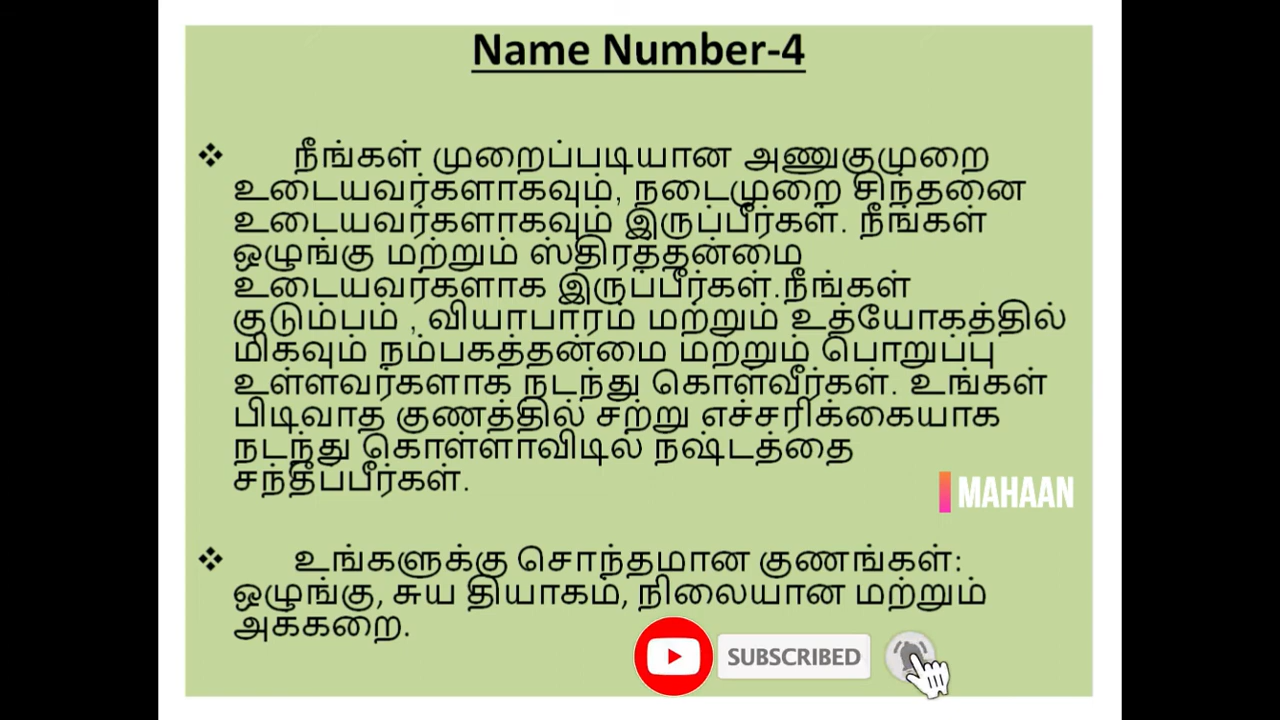 Name Number-4
❖ நீங்கள் முறைப்படியான அணுகுமுறை
உடையவர்களாகவும், நடைமுறை சிந்தனை
உடையவர்களாகவும் இருப்பீர்கள். நீங்கள்
ஒழுங்கு மற்றும் ஸ்திரத்தன்மை
உடையவர்களாக இருப்பீர்கள்.நீங்கள்
குடும்பம் , வியாபாரம் மற்றும் உத்யோகத்தில்
மிகவும் நம்பகத்தன்மை மற்றும் பொறுப்பு
உள்ளவர்களாக நடந்து கொள்வீர்கள். உங்கள்
பிடிவாத குணத்தில் சற்று எச்சரிக்கையாக
நடந்து கொள்ளாவிடில் நஷ்டத்தை
சந்தீப்பீர்கள்.
MAHAAN
❖ உங்களுக்கு சொந்தமான குணங்கள்:
ஒழுங்கு, சுய தியாகம், நிலையான மற்றும்
அக்கறை.
SUBSCRIBED